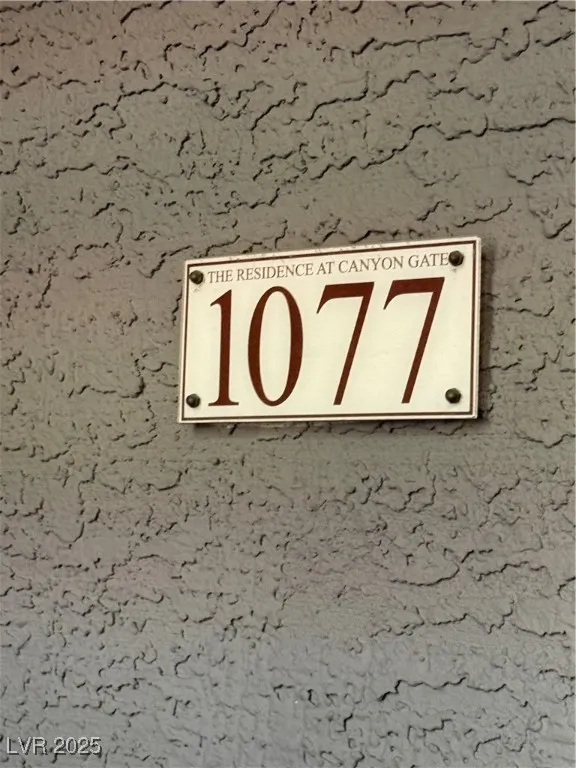 THE RESIDENCE AT CANYON GATE
1077
LVR 2025